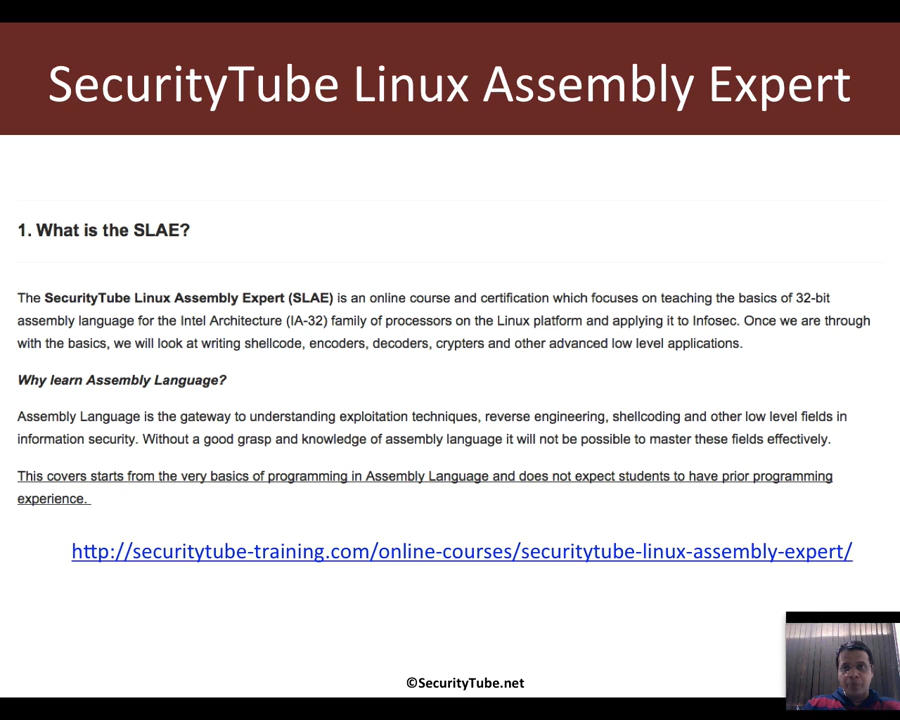 SecurityTube Linux Assembly Expert
1. What is the SLAE?
The SecurityTube Linux Assembly Expert (SLAE) is an online course and certification which focuses on teaching the basics of 32-bit
assembly language for the Intel Architecture (IA-32) family of processors on the Linux platform and applying it to Infosec. Once we are through
with the basics, we will look at writing shellcode, encoders, decoders, crypters and other advanced low level applications.
Why learn Assembly Language?
Assembly Language is the gateway to understanding exploitation techniques, reverse engineering, shellcoding and other low level fields in
information security. Without a good grasp and knowledge of assembly language it will not be possible to master these fields effectively.
This covers starts from the very basics of programming in Assembly Language and does not expect students to have prior programming
experience.
http://securitytube-training.com/online-courses/securitytube-linux-assembly-expert/
©SecurityTube.net